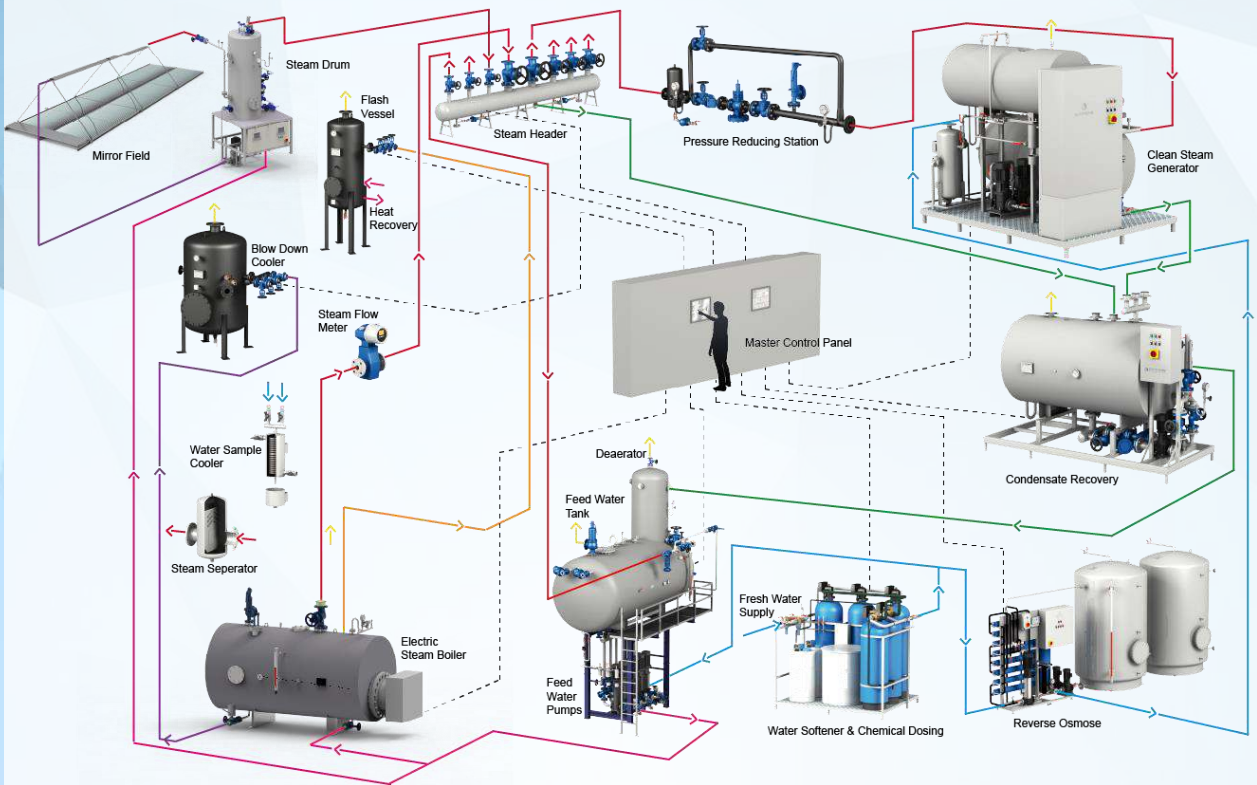 Steam Drum
Mirror Field
Flash
Vessel
Steam Header
Pressure Reducing Station
Clean Steam
Generator
Heat
Recovery
Blow Down
Cooler
Steam Flow
Meter
Master Control Panel
Water Sample
Cooler
Deaerator
Condensate Recovery
Feed Water
Tank
Steam Seperator
Fresh Water
Supply
Electric
Steam Boiler
Feed
Water
Pumps
Water Softener & Chemical Dosing
Reverse Osmose